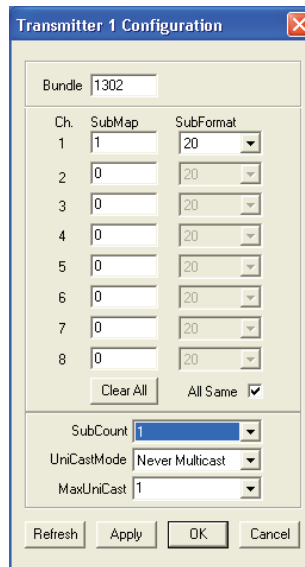 Transmitter 1 Configuration
Bundle 1302
Ch. SubMap SubFormat
1 1 20
2 0 20
3 0 20
4 0 20
5 0 20
6 0 20
7 0 20
8 0 20
Clear All All Same
SubCount 1
UniCastMode Never Multicast
MaxUniCast 1
Refresh Apply OK Cancel